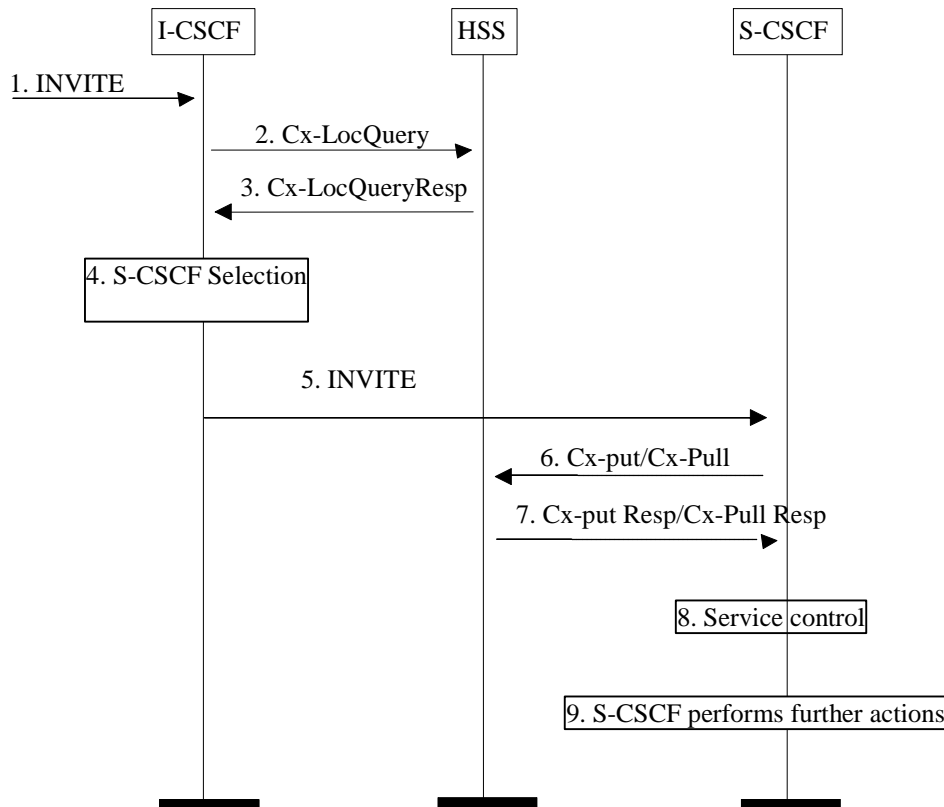 I-CSCF
HSS
S-CSCF
1. INVITE
2. Cx-LocQuery
3. Cx-LocQueryResp
4. S-CSCF Selection
5. INVITE
6. Cx-put/Cx-Pull
7. Cx-put Resp/Cx-Pull Resp
8. Service control
9. S-CSCF performs further actions